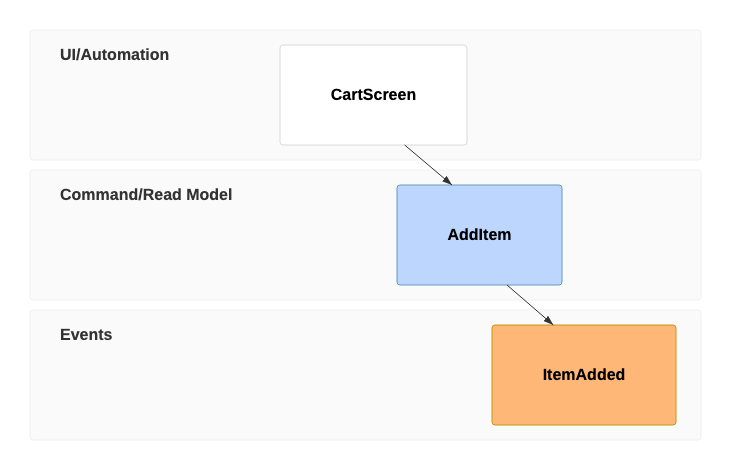 UI/Automation
CartScreen
Command/Read Model
AddItem
Events
ItemAdded